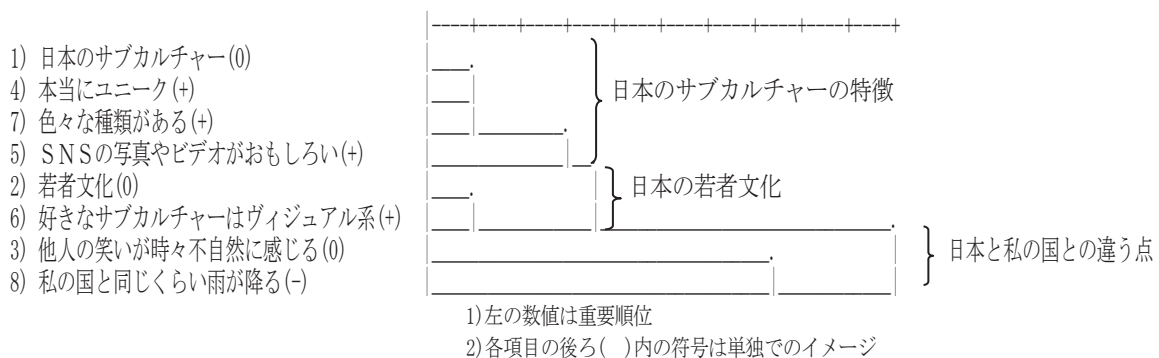 |----+----+----+----+----+----+----+----+----+----+
1) 日本のサブカルチャー(0)
4) 本当にユニーク(+)
7) 色々な種類がある(+)
5) SNSの写真やビデオがおもしろい(+)
日本のサブカルチャーの特徴
2) 若者文化(0)
6) 好きなサブカルチャーはヴィジュアル系(+)
日本の若者文化
3) 他人の笑いが時々不自然に感じる(0)
8) 私の国と同じくらい雨が降る(-)
日本と私の国との違う点
1)左の数値は重要順位
2)各項目の後ろ( )内の符号は単独でのイメージ